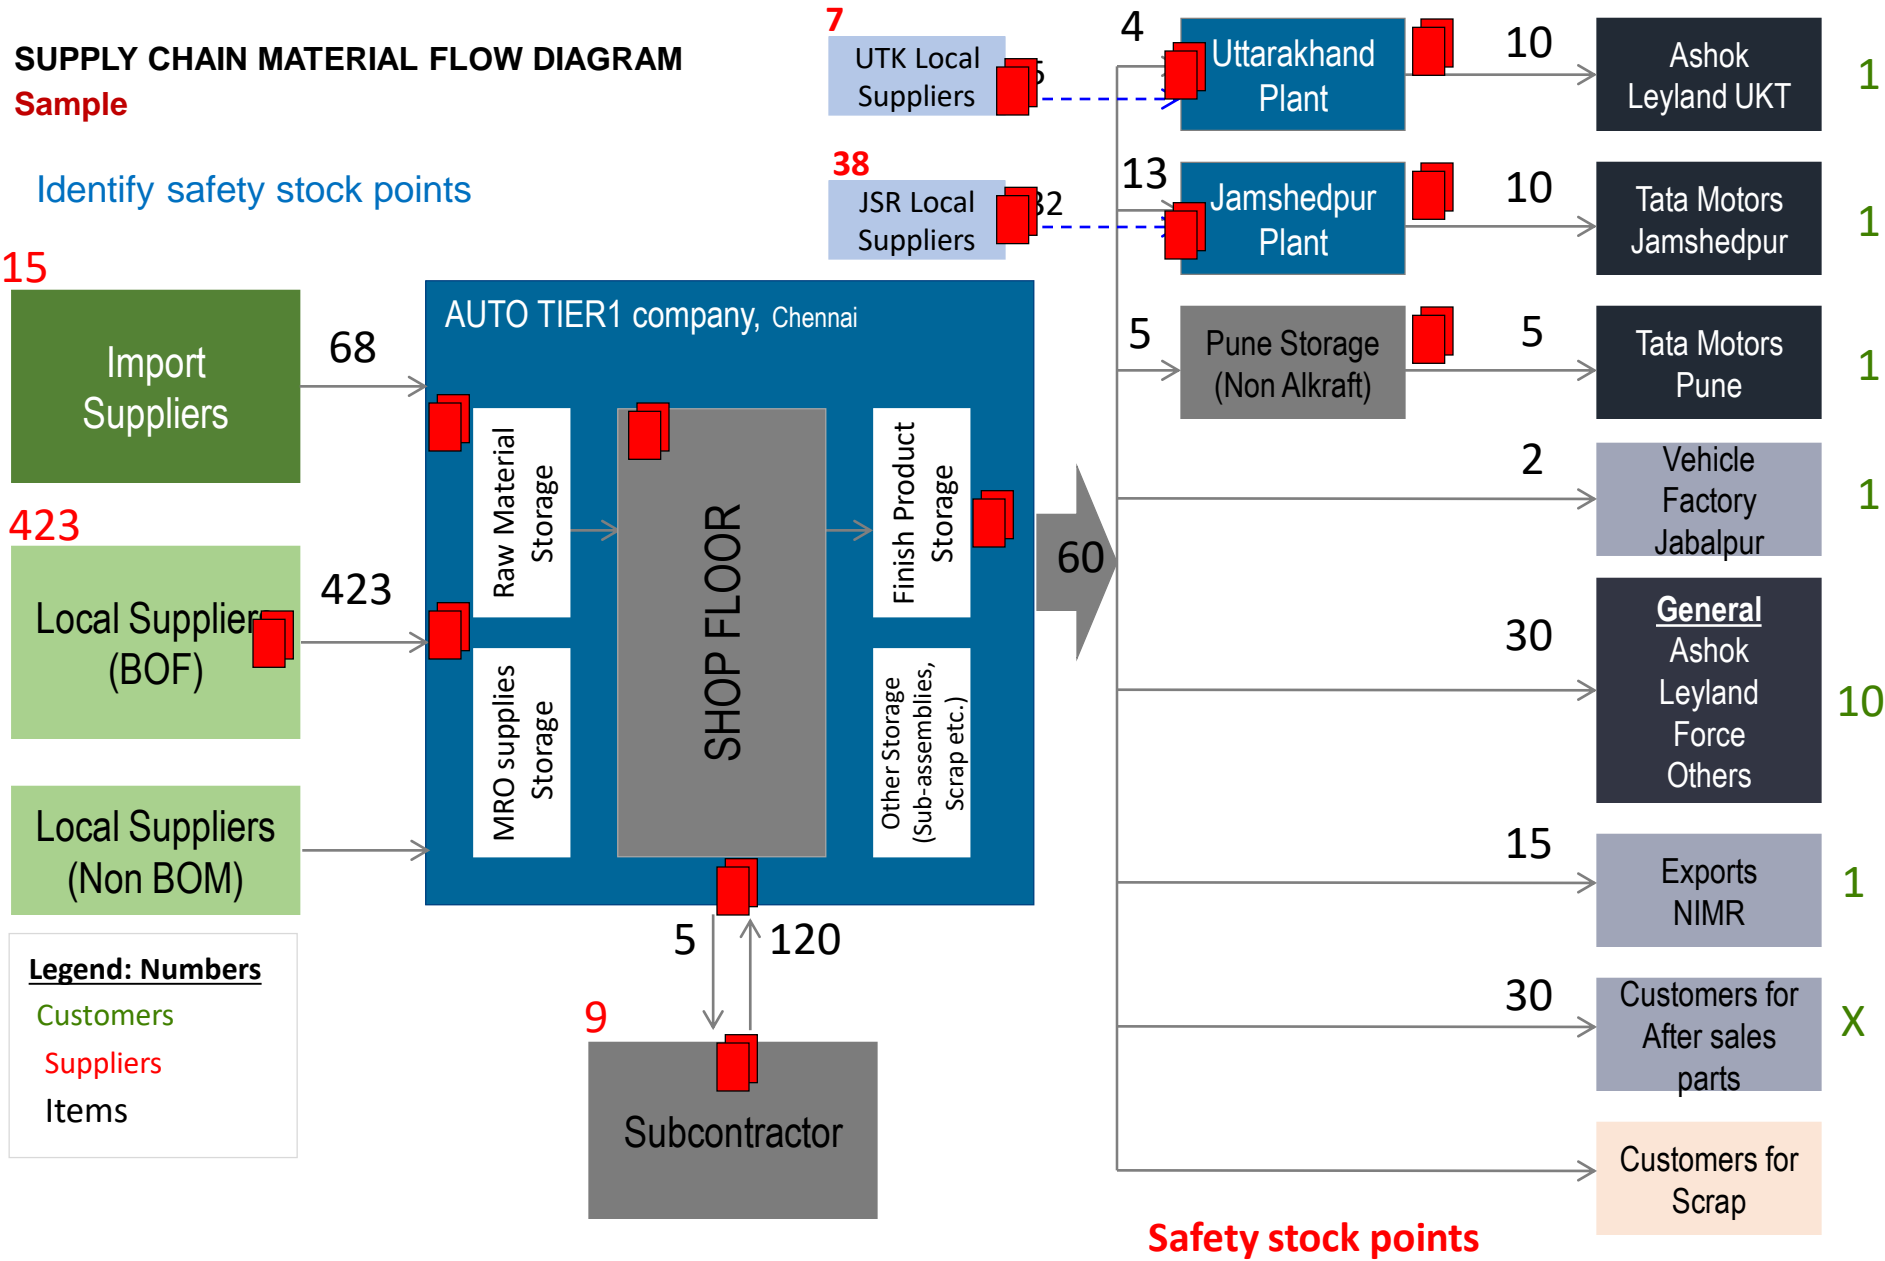 SUPPLY CHAIN MATERIAL FLOW DIAGRAM
Sample
Identify safety stock points
7
UTK Local
Suppliers
4
Uttarakhand
Plant
10
Ashok
Leyland UKT
1
38
JSR Local
Suppliers
32
13
Jamshedpur
Plant
10
Tata Motors
Jamshedpur
1
15
Import
Suppliers
68
AUTO TIER1 company, Chennai
5
Pune Storage
(Non Alkraft)
5
Tata Motors
Pune
1
423
Local Suppliers
(BOF)
423
Raw Material
Storage
SHOP FLOOR
Finish Product
Storage
60
2
Vehicle
Factory
Jabalpur
1
30
General
Ashok
Leyland
Force
Others
10
Local Suppliers
(Non BOM)
MRO supplies
Storage
Other Storage
(Sub-assemblies,
Scrap etc.)
15
Exports
NIMR
1
5
120
9
Subcontractor
30
Customers for
After sales
parts
X
Customers for
Scrap
Legend: Numbers
Customers
Suppliers
Items
Safety stock points